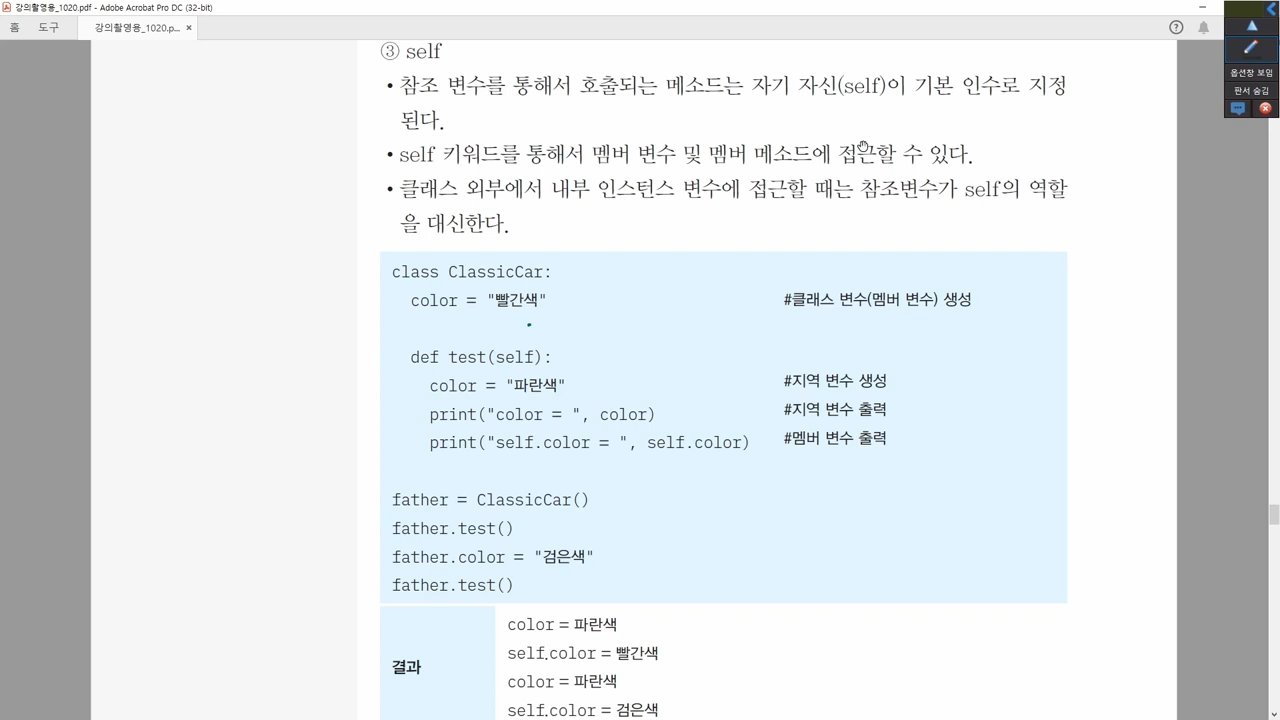 강의촬영용_1020.pdf - Adobe Acrobat Pro DC (32-bit)
홈 도구 강의촬영용_1020.p... ×
옵션창 보임
판서 숨김
③ self
• 참조 변수를 통해서 호출되는 메소드는 자기 자신(self)이 기본 인수로 지정
된다.
• self 키워드를 통해서 멤버 변수 및 멤버 메소드에 접근할 수 있다.
• 클래스 외부에서 내부 인스턴스 변수에 접근할 때는 참조변수가 self의 역할
을 대신한다.
class ClassicCar:
color = "빨간색" #클래스 변수(멤버 변수) 생성
def test(self):
color = "파란색" #지역 변수 생성
print("color = ", color) #지역 변수 출력
print("self.color = ", self.color) #멤버 변수 출력
father = ClassicCar()
father.test()
father.color = "검은색"
father.test()
결과
color = 파란색
self.color = 빨간색
color = 파란색
self.color = 검은색